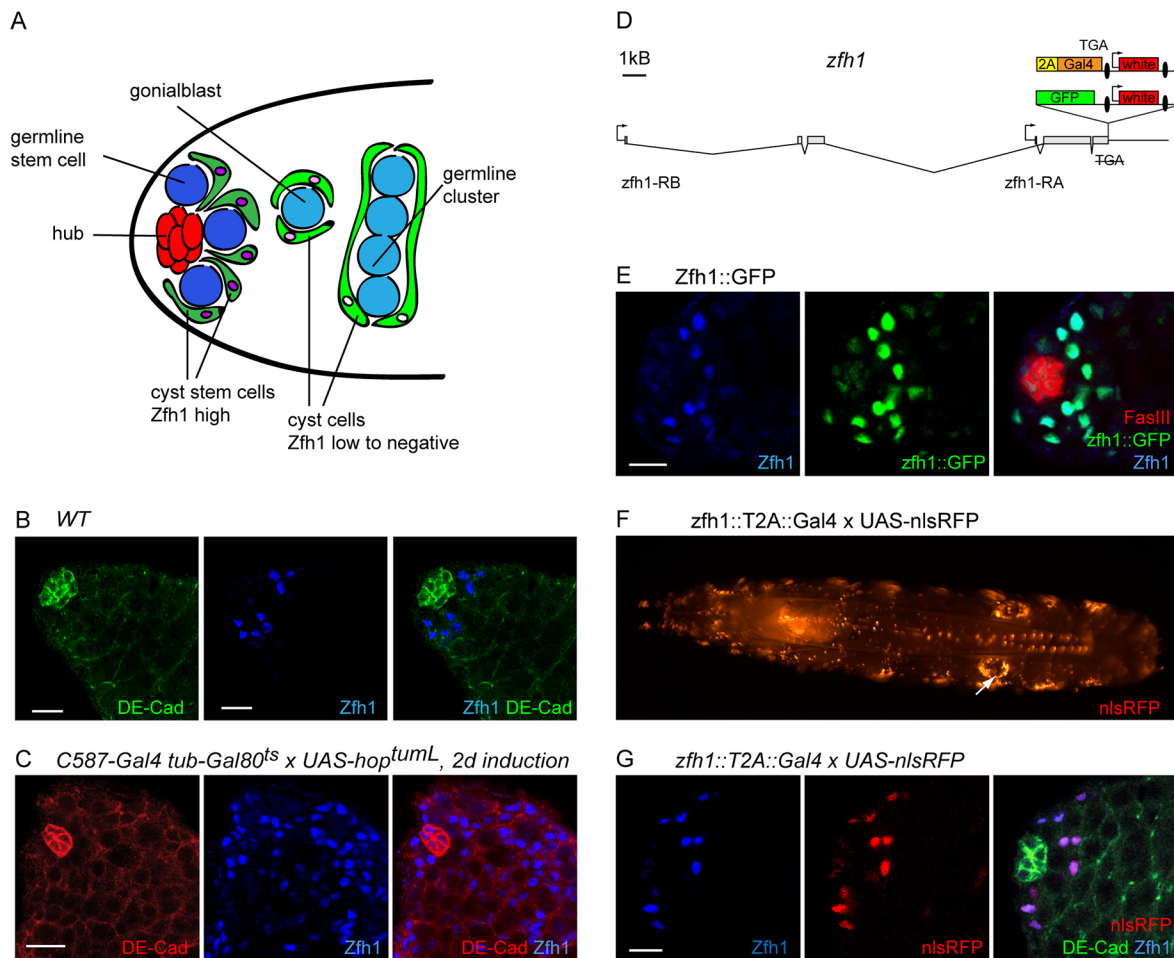 A
gonialblast
germline
stem cell
germline
cluster
hub
cyst stem cells
Zfh1 high
cyst cells
Zfh1 low to negative
B WT
DE-Cad
Zfh1
Zfh1 DE-Cad
C C587-Gal4 tub-Gal80ts x UAS-hoptumL, 2d induction
DE-Cad
Zfh1
DE-Cad Zfh1
D
1kB
zfh1
TGA
2A Gal4 white
GFP white
TGA
zfh1-RB
zfh1-RA
E Zfh1::GFP
Zfh1
zfh1::GFP
FasIII
zfh1::GFP
Zfh1
F zfh1::T2A::Gal4 x UAS-nlsRFP
nlsRFP
G zfh1::T2A::Gal4 x UAS-nlsRFP
Zfh1
nlsRFP
nlsRFP
DE-Cad Zfh1